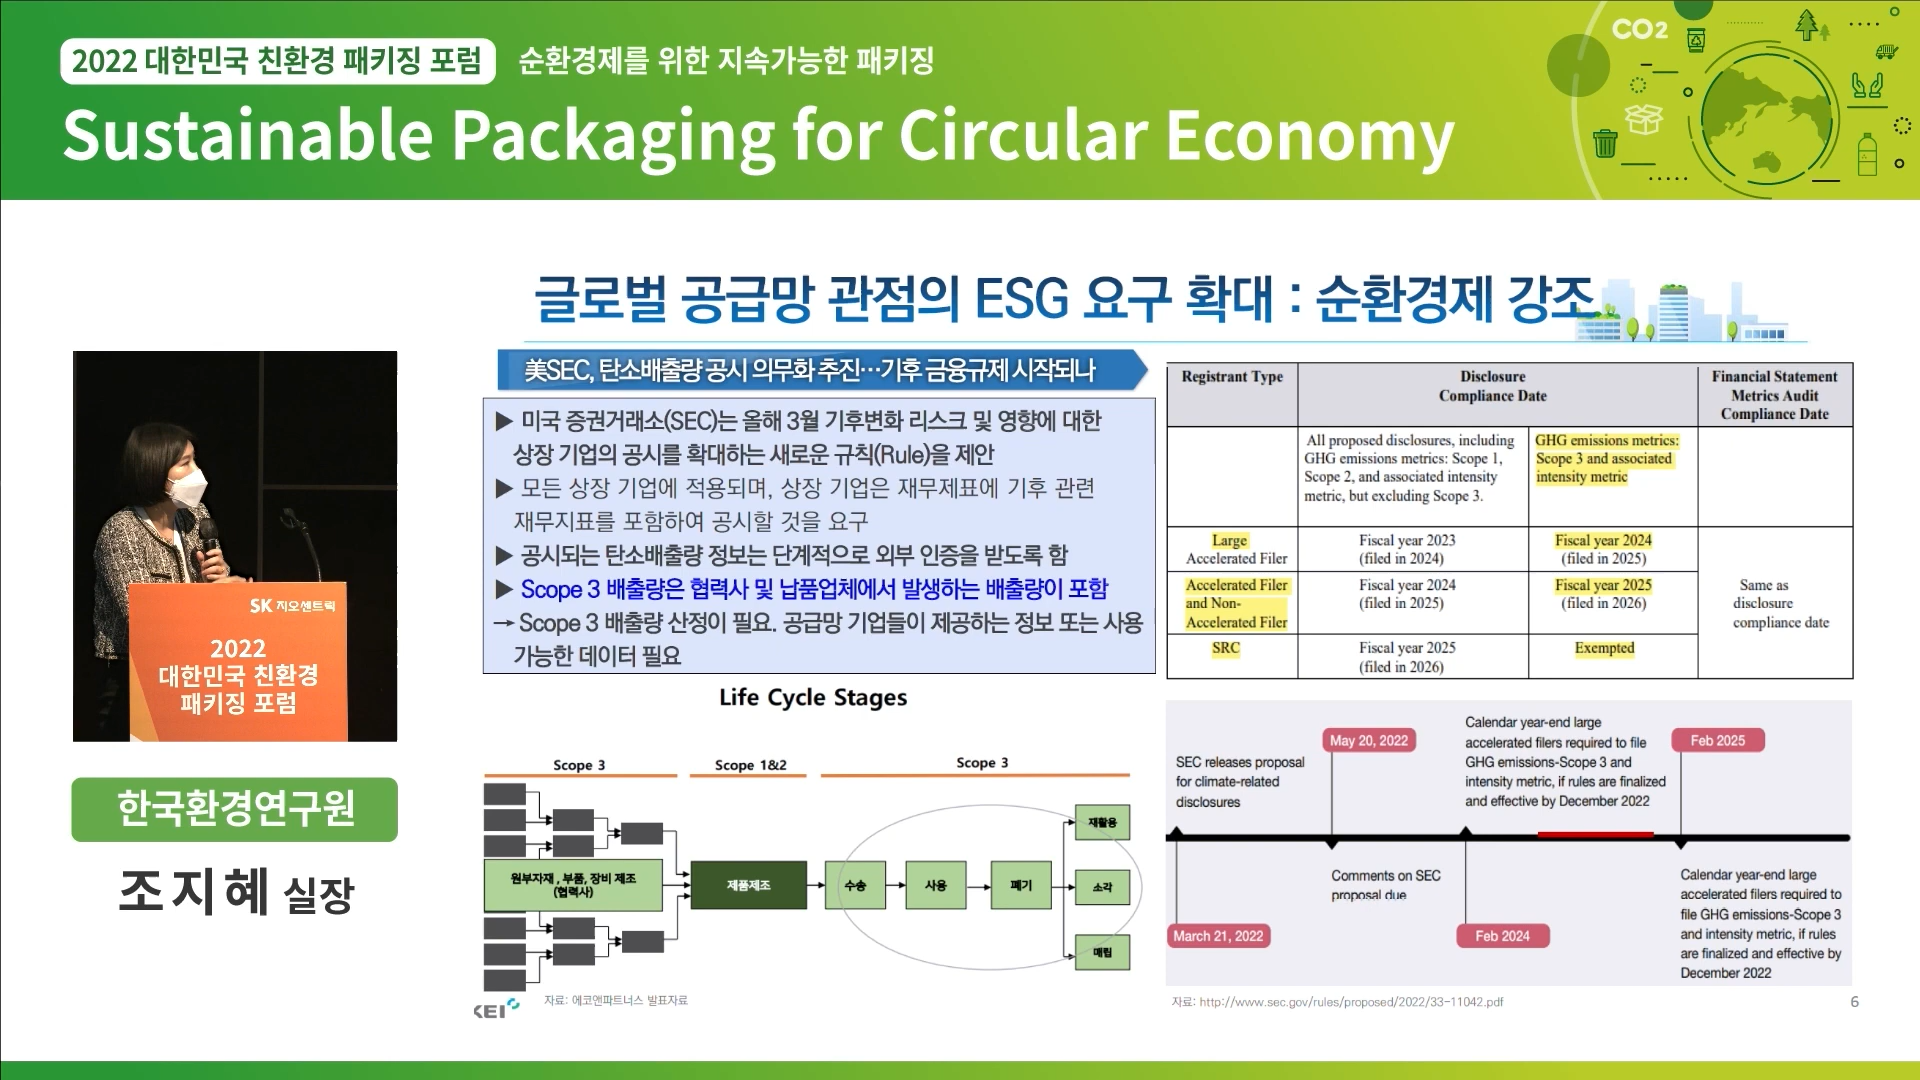 2022 대한민국 친환경 패키징 포럼
순환경제를 위한 지속가능한 패키징
Sustainable Packaging for Circular Economy
CO2
글로벌 공급망 관점의 ESG 요구 확대 : 순환경제 강조
美SEC, 탄소배출량 공시 의무화 추진…기후 금융규제 시작되나
▶ 미국 증권거래소(SEC)는 올해 3월 기후변화 리스크 및 영향에 대한
상장 기업의 공시를 확대하는 새로운 규칙(Rule)을 제안
▶ 모든 상장 기업에 적용되며, 상장 기업은 재무제표에 기후 관련
재무지표를 포함하여 공시할 것을 요구
▶ 공시되는 탄소배출량 정보는 단계적으로 외부 인증을 받도록 함
▶ Scope 3 배출량은 협력사 및 납품업체에서 발생하는 배출량이 포함
→ Scope 3 배출량 산정이 필요. 공급망 기업들이 제공하는 정보 또는 사용
가능한 데이터 필요
Registrant Type
Disclosure
Compliance Date
Financial Statement
Metrics Audit
Compliance Date
All proposed disclosures, including
GHG emissions metrics: Scope 1,
Scope 2, and associated intensity
metric, but excluding Scope 3.
GHG emissions metrics:
Scope 3 and associated
intensity metric
Large
Accelerated Filer
Fiscal year 2023
(filed in 2024)
Fiscal year 2024
(filed in 2025)
Accelerated Filer
and Non-
Accelerated Filer
Fiscal year 2024
(filed in 2025)
Fiscal year 2025
(filed in 2026)
Same as
disclosure
compliance date
SRC
Fiscal year 2025
(filed in 2026)
Exempted
SK 지오센트릭
2022
대한민국 친환경
패키징 포럼
한국환경연구원
조지혜 실장
Life Cycle Stages
Scope 3
Scope 1&2
Scope 3
원부자재 , 부품, 장비 제조
(협력사)
제품제조
수송
사용
폐기
재활용
소각
매립
KEI
자료: 에코앤파트너스 발표자료
SEC releases proposal
for climate-related
disclosures
May 20, 2022
Calendar year-end large
accelerated filers required to file
GHG emissions-Scope 3 and
intensity metric, if rules are finalized
and effective by December 2022
Feb 2025
March 21, 2022
Comments on SEC
proposal due
Feb 2024
Calendar year-end large
accelerated filers required to
file GHG emissions-Scope 3
and intensity metric, if rules
are finalized and effective by
December 2022
자료: http://www.sec.gov/rules/proposed/2022/33-11042.pdf
6